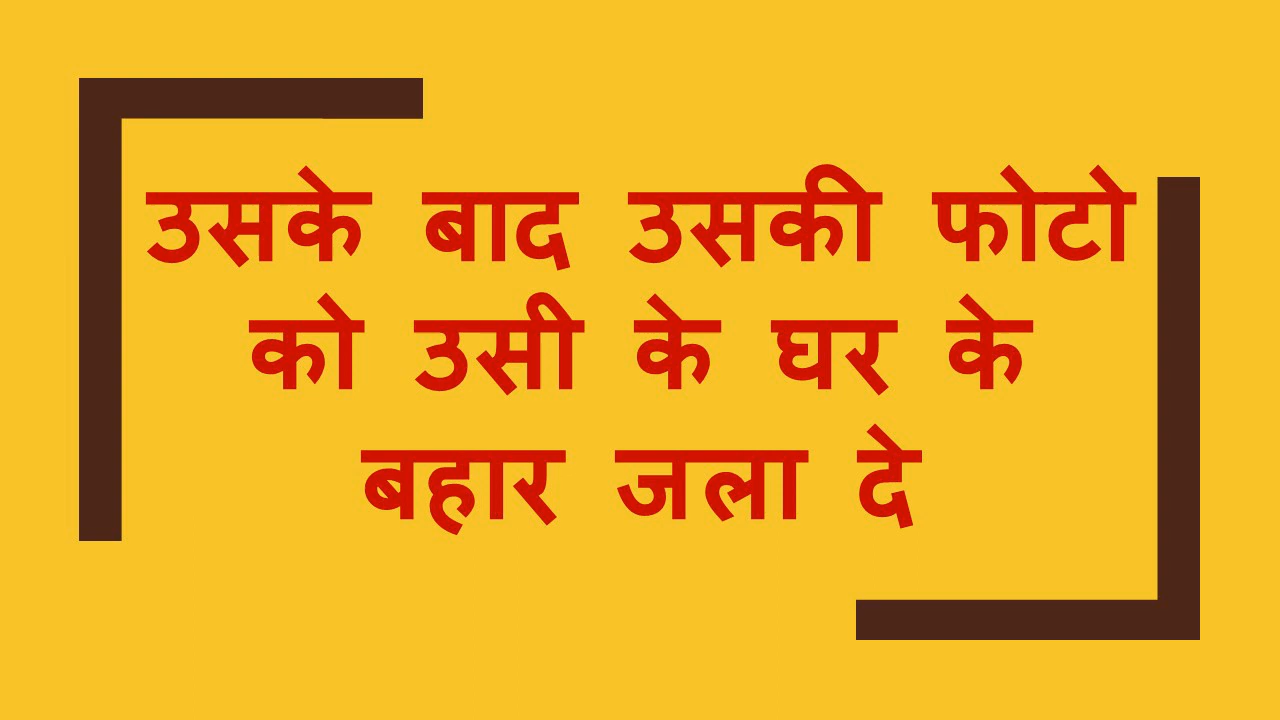 उसके बाद उसकी फोटो
को उसी के घर के
बहार जला दे